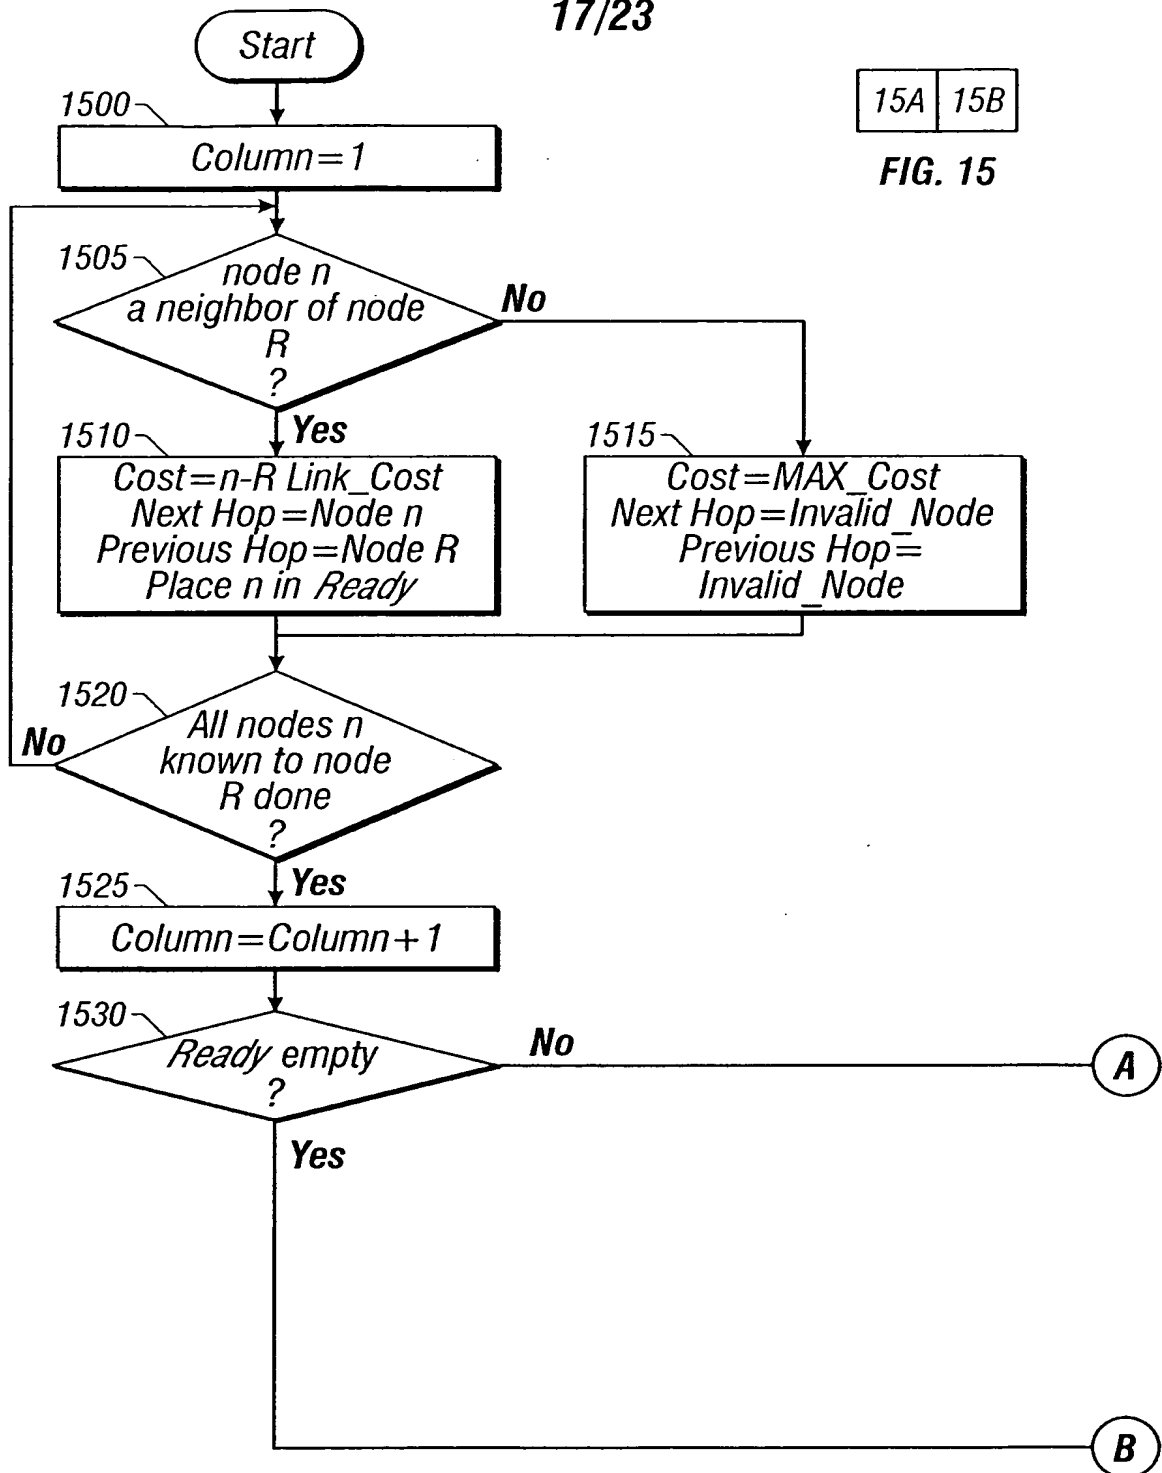 17/23
Start
15A 15B
FIG. 15
1500
Column=1
1505
node n
a neighbor of node
R
?
No
Yes
1510
Cost=n-R Link_Cost
Next Hop=Node n
Previous Hop=Node R
Place n in Ready
1515
Cost=MAX_Cost
Next Hop=Invalid_Node
Previous Hop=
Invalid_Node
1520
All nodes n
known to node
R done
?
No
Yes
1525
Column=Column+1
1530
Ready empty
?
No
A
Yes
B